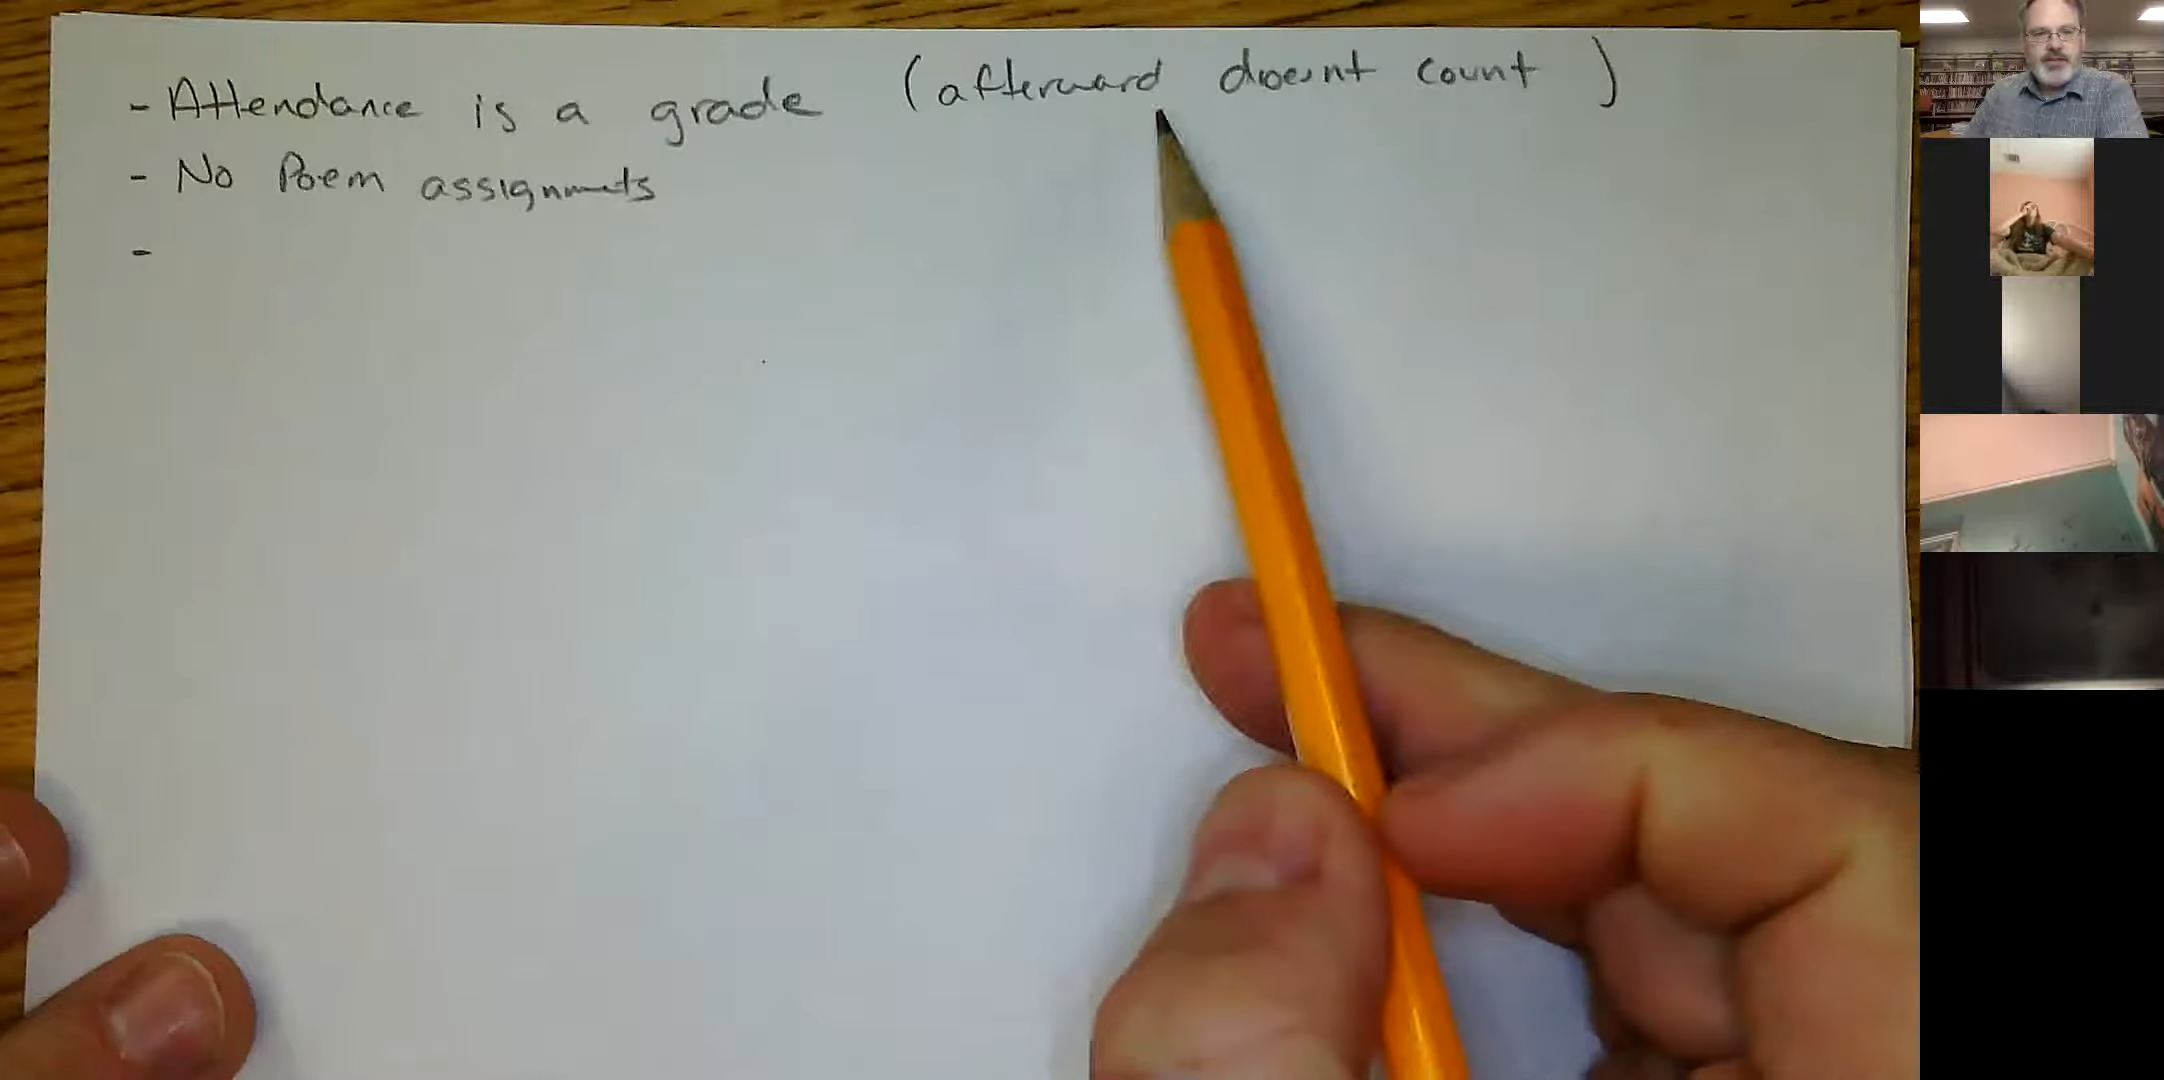 - Attendance is a grade (afterward doesnt count )
- No Poem assignments
-